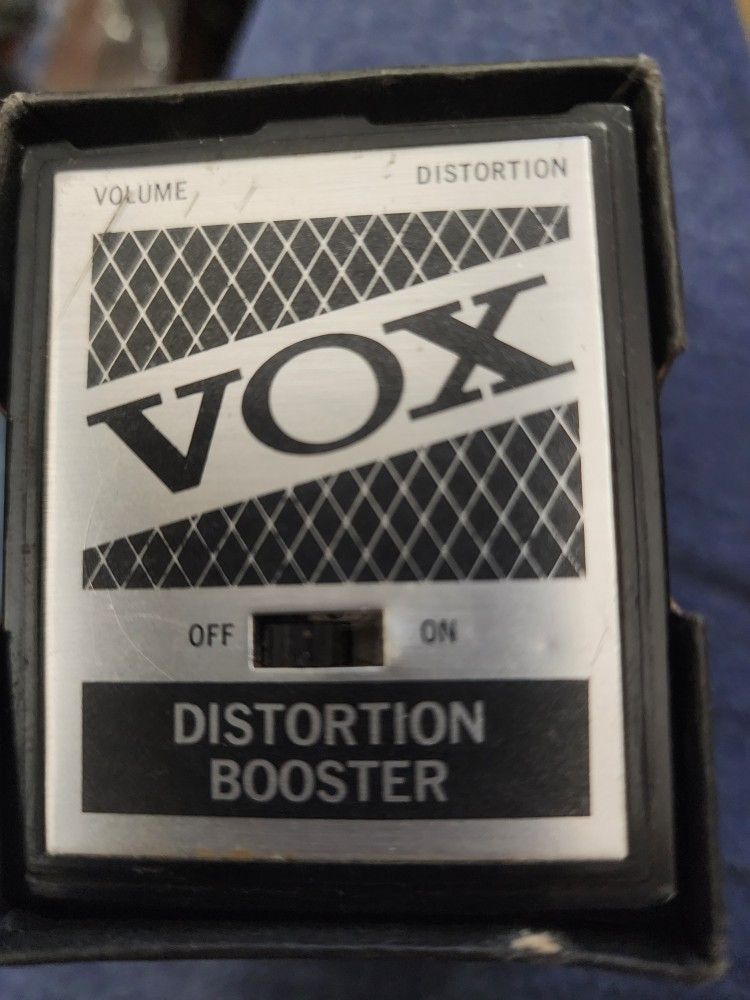 VOLUME DISTORTION
VOX
OFF ON
DISTORTION
BOOSTER